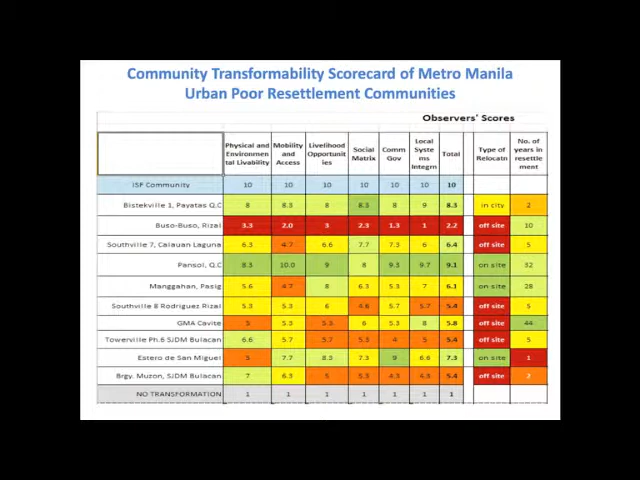 Community Transformability Scorecard of Metro Manila
Urban Poor Resettlement Communities
Observers' Scores
Physical and Environmen tal Livability Mobility and Access Livelihood Opportunit ies Social Matrix Comm Gov Local Syste ms Integrn Total Type of Relocatn No. of years in resettle ment
ISF Community 10 10 10 10 10 10 10
Bistekville 1, Payatas Q.C 8 8.3 8 8.3 8 9 8.3 in city 2
Buso-Buso, Rizal 3.3 2.0 3 2.3 1.3 1 2.2 off site 10
Southville 7, Calauan Laguna 6.3 4.7 6.6 7.7 7.3 6 6.4 off site 5
Pansol, Q.C 8.3 10.0 9 8 9.3 9.7 9.1 on site 32
Manggahan, Pasig 5.6 4.7 8 6.3 5.3 7 6.1 on site 28
Southville 8 Rodriguez Rizal 5.3 5.3 6 4.6 5.7 5.7 5.4 off site 5
GMA Cavite 5 5.3 5.3 6 5.3 8 5.8 off site 44
Towerville Ph.6 SJDM Bulacan 6.6 5.7 5.7 5.3 4 5 5.4 off site 5
Estero de San Miguel 5 7.7 8.3 7.3 9 6.6 7.3 on site 1
Brgy. Muzon, SJDM Bulacan 7 6.3 5 5.3 4.3 4.3 5.4 off site 2
NO TRANSFORMATION 1 1 1 1 1 1 1